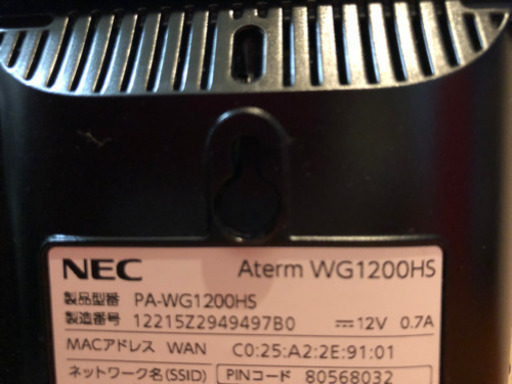 NEC Aterm WG1200HS
製品型番 PA-WG1200HS
製造番号 12215Z2949497B0 ⎓12V 0.7A
MACアドレス WAN C0:25:A2:2E:91:01
ネットワーク名(SSID) PINコード 80568032